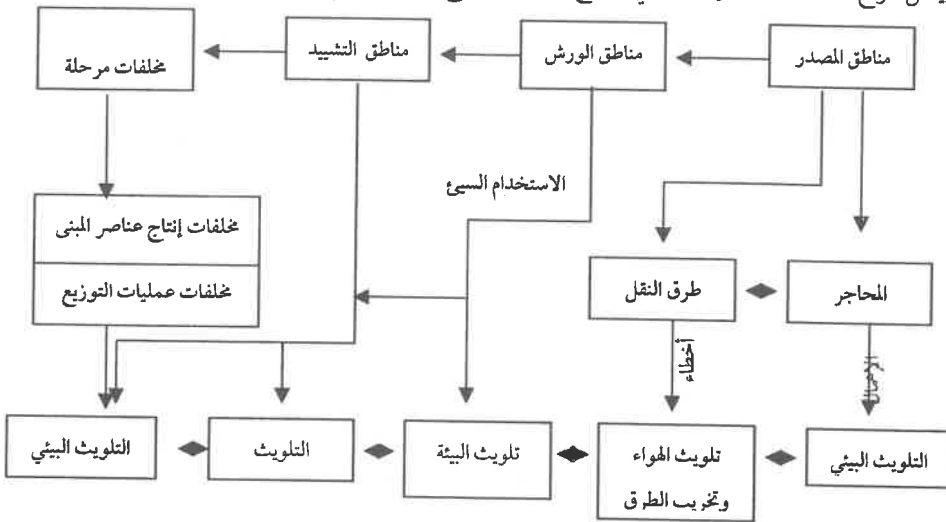 مناطق المصدر
مناطق الورش
مناطق التشييد
مخلفات مرحلة
الاستخدام السيئ
مخلفات إنتاج عناصر المبنى
مخلفات عمليات التوزيع
المحاجر
طرق النقل
الإهمال
أخطاء
التلويث البيئي
تلويث الهواء
وتخريب الطرق
تلويث البيئة
التلويث
التلويث البيئي